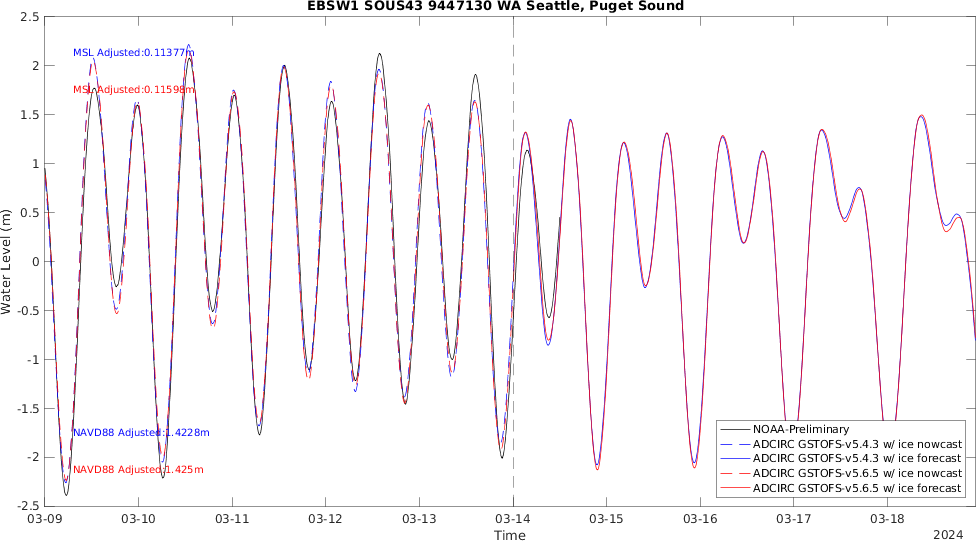 EBSW1 SOUS43 9447130 WA Seattle, Puget Sound
2.5
2
1.5
1
0.5
0
-0.5
-1
-1.5
-2
-2.5
Water Level (m)
MSL Adjusted:0.11377m
MSL Adjusted:0.11598m
NAVD88 Adjusted:1.4228m
NAVD88 Adjusted:1.425m
NOAA-Preliminary
ADCIRC GSTOFS-v5.4.3 w/ ice nowcast
ADCIRC GSTOFS-v5.4.3 w/ ice forecast
ADCIRC GSTOFS-v5.6.5 w/ ice nowcast
ADCIRC GSTOFS-v5.6.5 w/ ice forecast
03-09 03-10 03-11 03-12 03-13 03-14 03-15 03-16 03-17 03-18
Time
2024